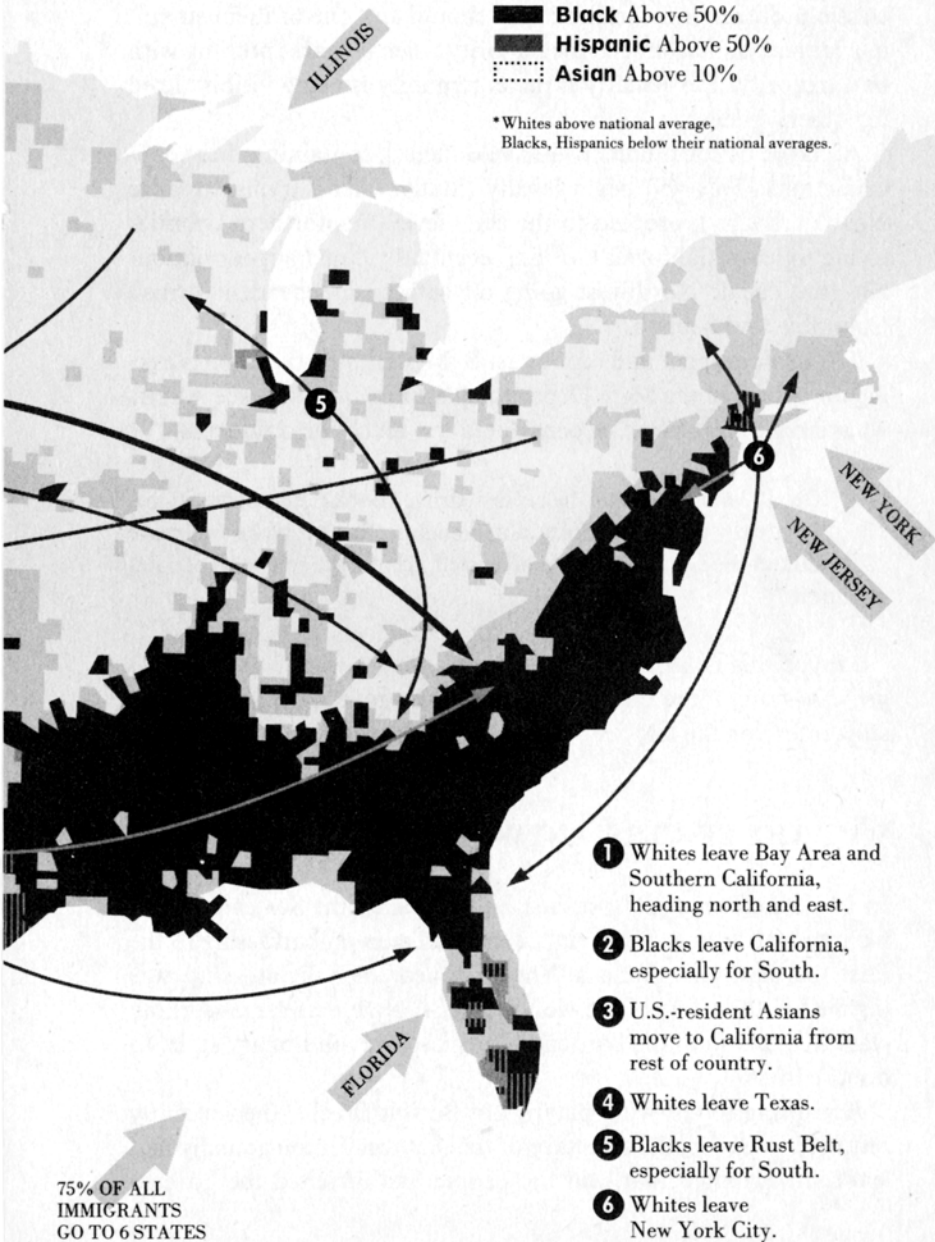 Black Above 50%
Hispanic Above 50%
Asian Above 10%
*Whites above national average,
Blacks, Hispanics below their national averages.
ILLINOIS
5
6
NEW YORK
NEW JERSEY
FLORIDA
1 Whites leave Bay Area and
Southern California,
heading north and east.
2 Blacks leave California,
especially for South.
3 U.S.-resident Asians
move to California from
rest of country.
4 Whites leave Texas.
5 Blacks leave Rust Belt,
especially for South.
6 Whites leave
New York City.
75% OF ALL
IMMIGRANTS
GO TO 6 STATES